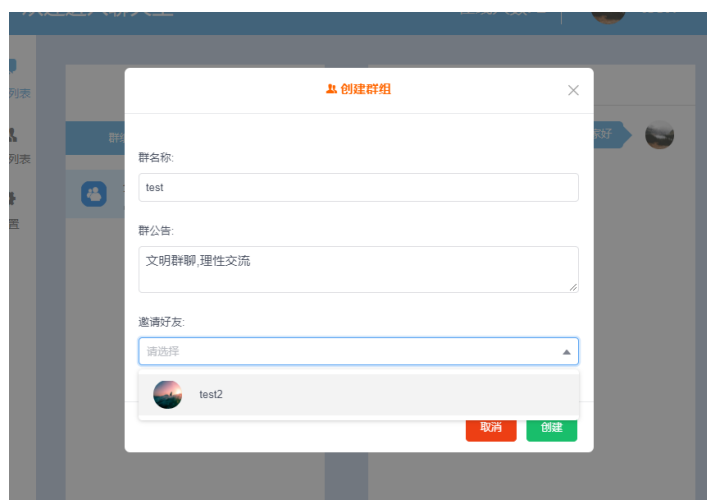 列表
群组
家好
列表
置
创建群组
群名称:
test
群公告:
文明群聊,理性交流
邀请好友:
请选择
test2
取消
创建